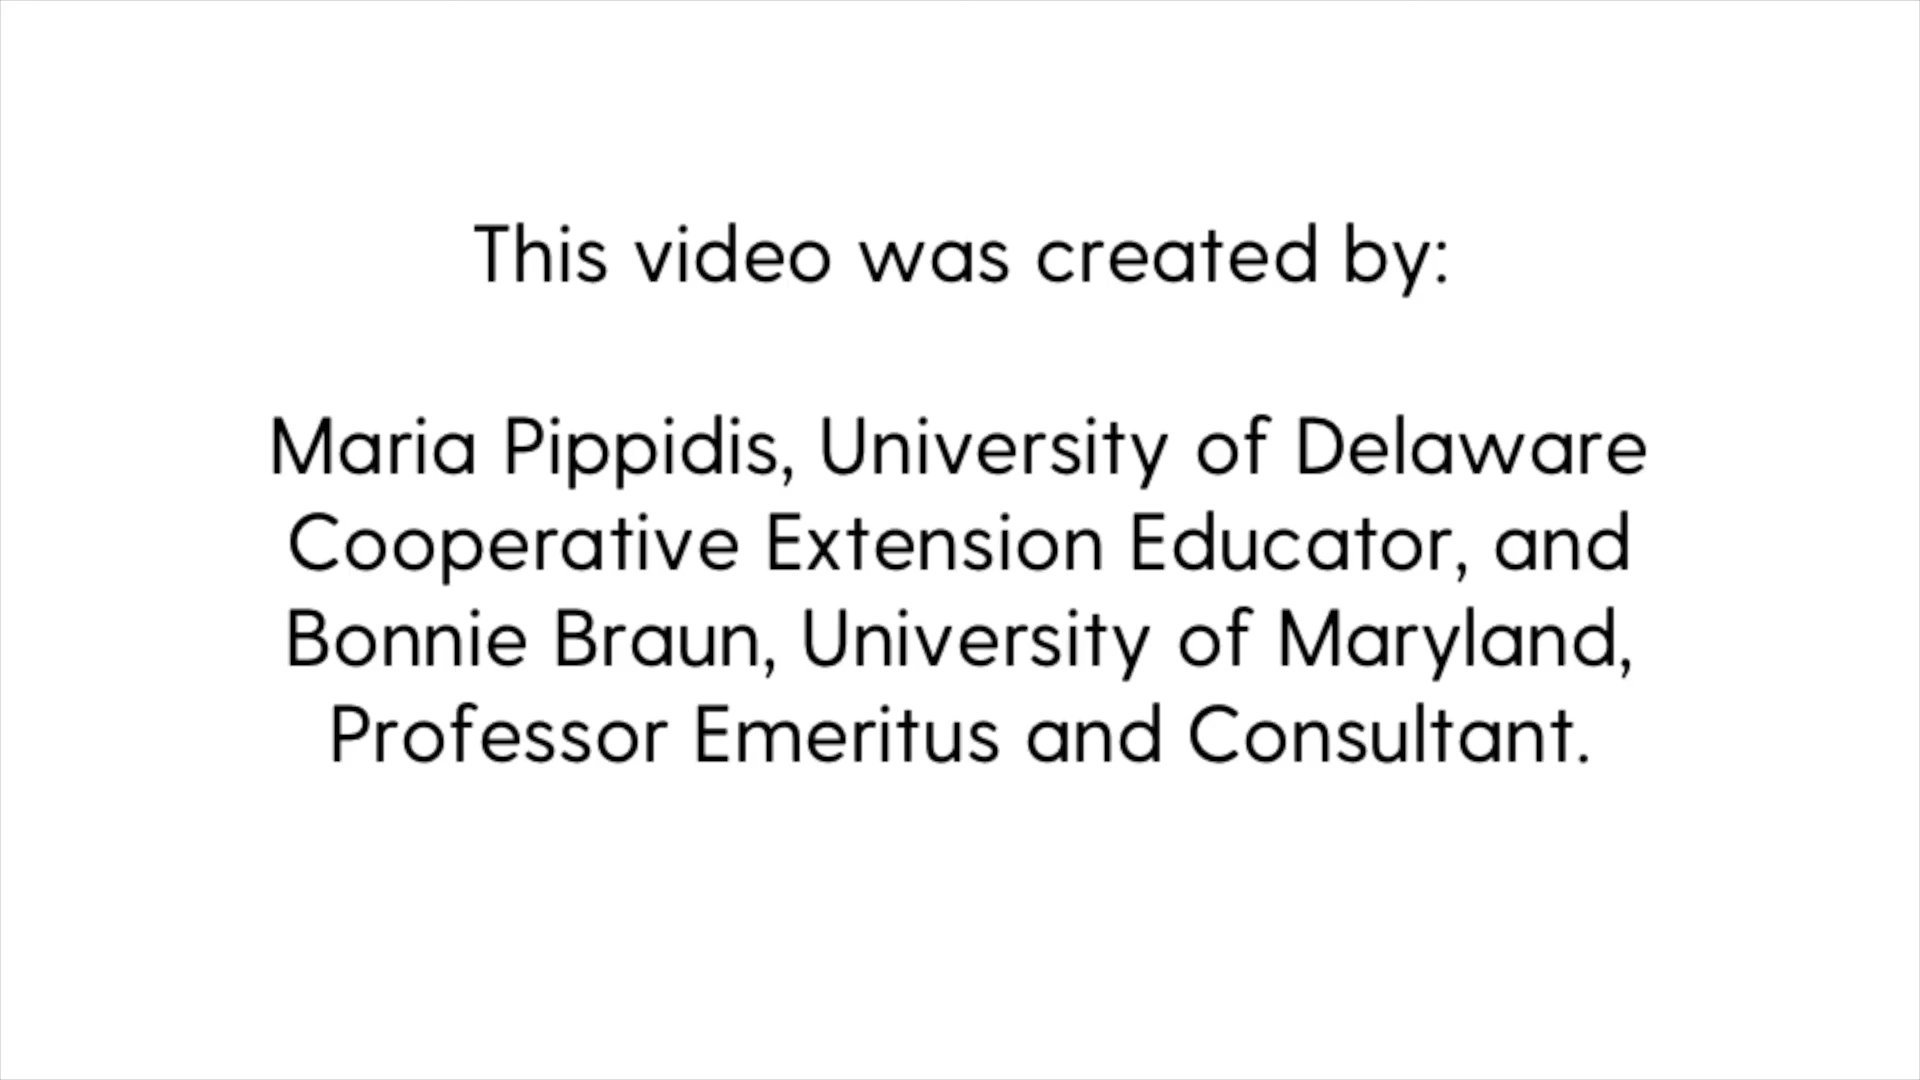 This video was created by:
Maria Pippidis, University of Delaware
Cooperative Extension Educator, and
Bonnie Braun, University of Maryland,
Professor Emeritus and Consultant.